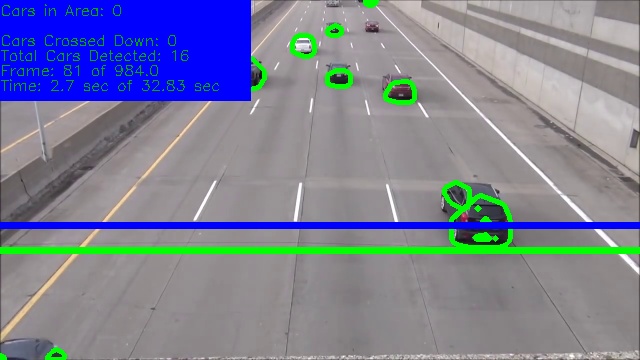 Cars in Area: 0
Cars Crossed Down: 0
Total Cars Detected: 16
Frame: 81 of 984.0
Time: 2.7 sec of 32.83 sec